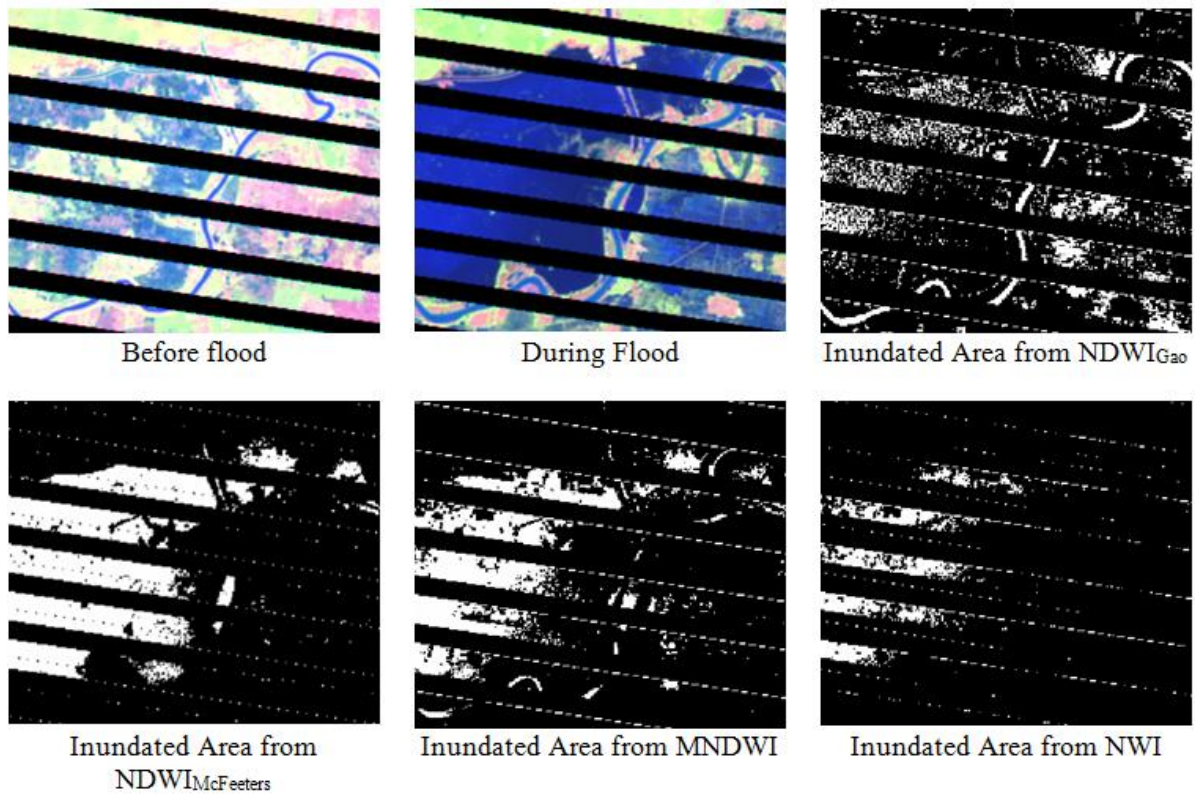 Before flood
During Flood
Inundated Area from NDWIGao
Inundated Area from
NDWIMcFeeters
Inundated Area from MNDWI
Inundated Area from NWI